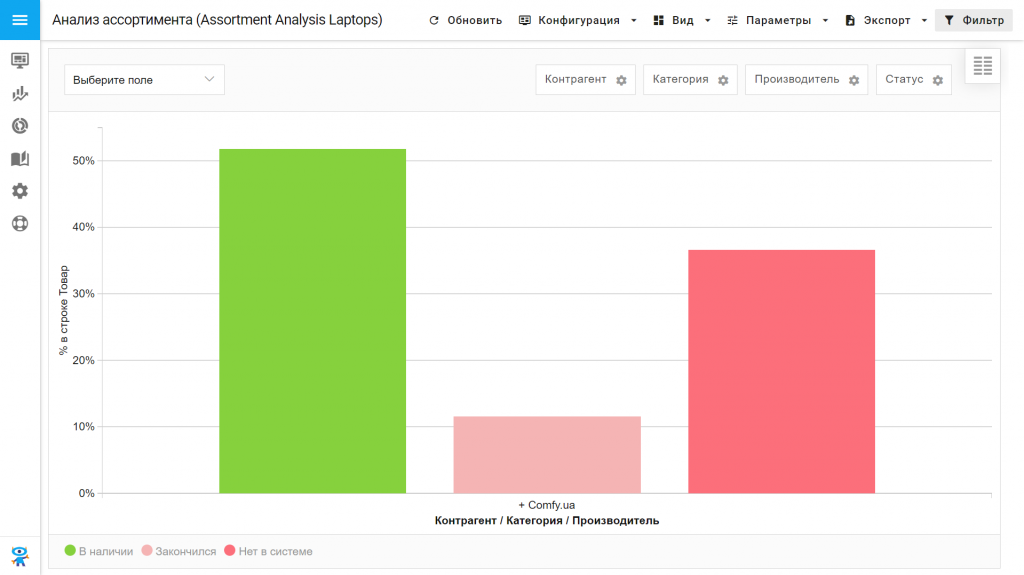 Анализ ассортимента (Assortment Analysis Laptops)
Обновить
Конфигурация
Вид
Параметры
Экспорт
Фильтр
Выберите поле
Контрагент
Категория
Производитель
Статус
% в строке Товар
50%
40%
30%
20%
10%
0%
+ Comfy.ua
Контрагент / Категория / Производитель
В наличии
Закончился
Нет в системе